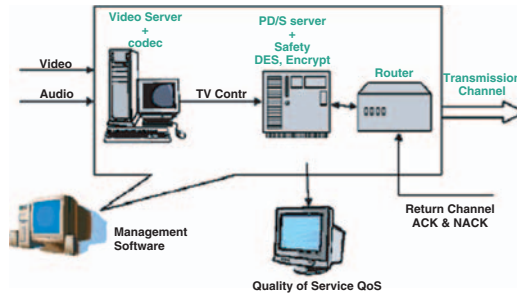 Video Server
+
codec
PD/S server
+
Safety
DES, Encrypt
Router
Transmission
Channel
Video
Audio
TV Contr
Return Channel
ACK & NACK
Management
Software
Quality of Service QoS